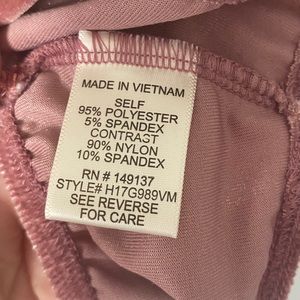 MADE IN VIETNAM
SELF
95% POLYESTER
5% SPANDEX
CONTRAST
90% NYLON
10% SPANDEX
RN # 149137
STYLE# H17G989VM
SEE REVERSE
FOR CARE